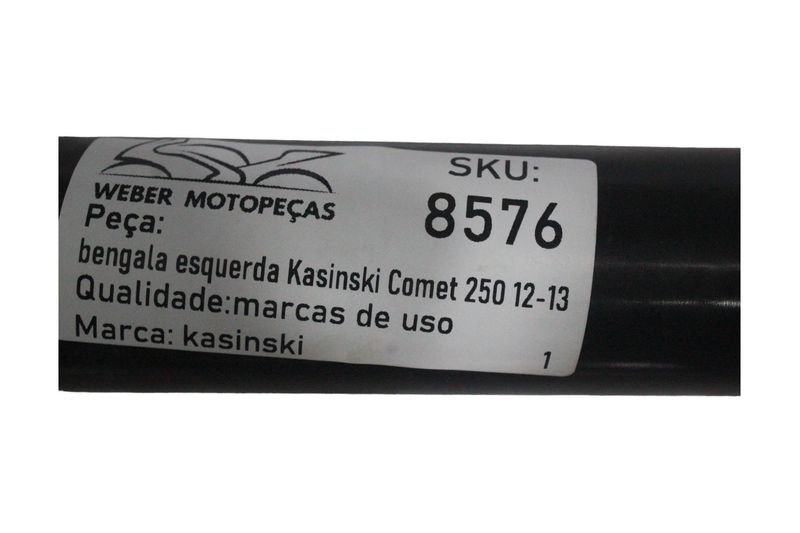 WEBER MOTOPEÇAS
SKU:
8576
Peça:
bengala esquerda Kasinski Comet 250 12-13
Qualidade:marcas de uso
Marca: kasinski
1